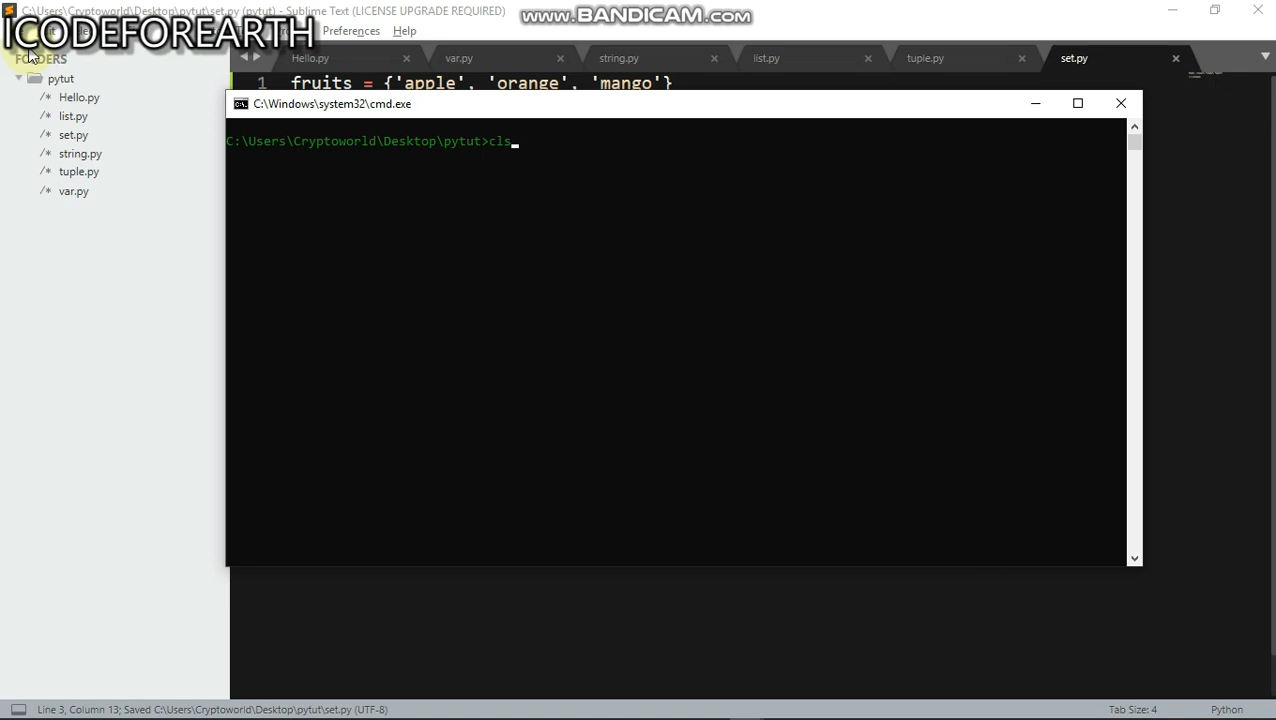 C:\Users\Cryptoworld\Desktop\pytut\set.py (pytut) - Sublime Text (LICENSE UPGRADE REQUIRED)
www.BANDICAM.com
ICODEFOREARTH
Preferences Help
FOLDERS
pytut
Hello.py
list.py
set.py
string.py
tuple.py
var.py
Hello.py var.py string.py list.py tuple.py set.py
1 fruits = {'apple', 'orange', 'mango'}
C:\Windows\system32\cmd.exe
C:\Users\Cryptoworld\Desktop\pytut>cls
Line 3, Column 13; Saved C:\Users\Cryptoworld\Desktop\pytut\set.py (UTF-8)
Tab Size: 4
Python